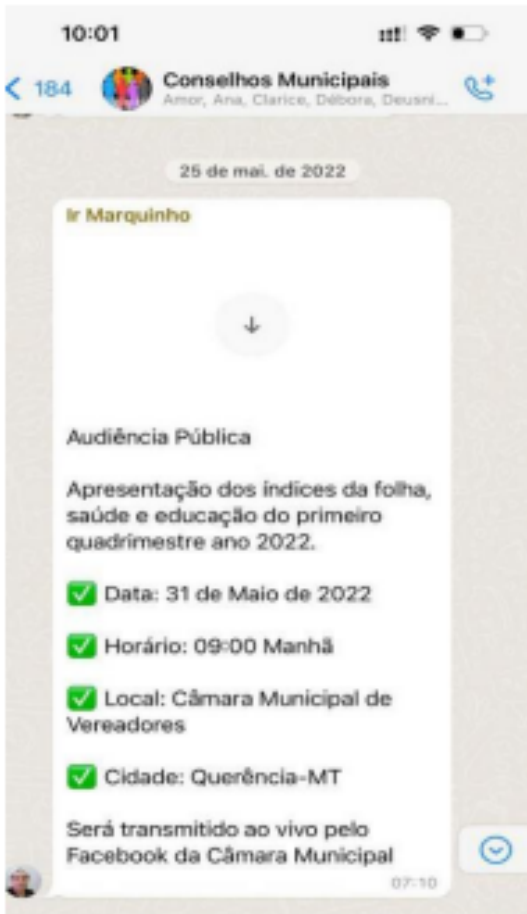 10:01
184
Conselhos Municipais
Amor, Ana, Clarice, Débora, Deusni...
25 de mai. de 2022
Ir Marquinho
Audiência Pública
Apresentação dos índices da folha,
saúde e educação do primeiro
quadrimestre ano 2022.
✅ Data: 31 de Maio de 2022
✅ Horário: 09:00 Manhã
✅ Local: Câmara Municipal de
Vereadores
✅ Cidade: Querência-MT
Será transmitido ao vivo pelo
Facebook da Câmara Municipal
07:10